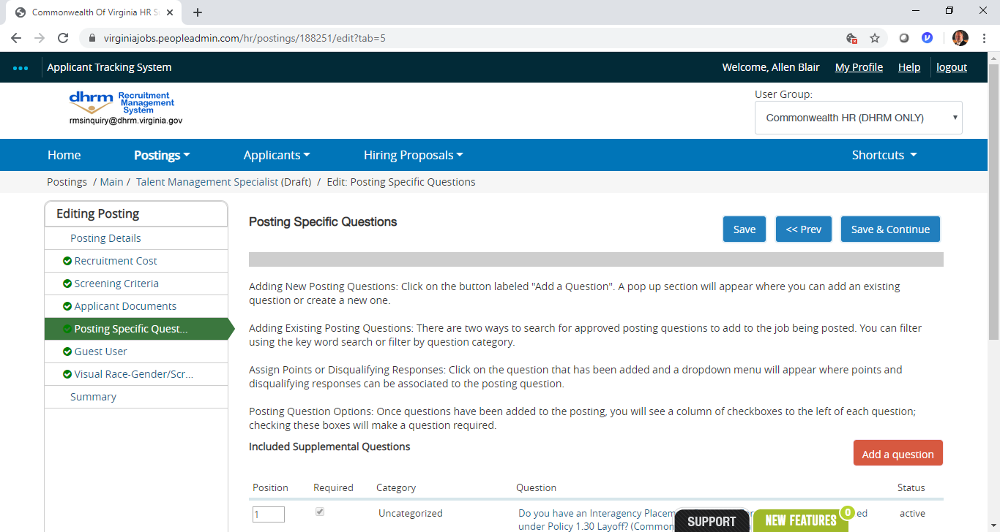 Commonwealth Of Virginia HR S
virginiajobs.peopleadmin.com/hr/postings/188251/edit?tab=5
Applicant Tracking System
Welcome, Allen Blair My Profile Help logout
dhrm Recruitment
Management
System
rmsinquiry@dhrm.virginia.gov
User Group:
Commonwealth HR (DHRM ONLY)
Home Postings Applicants Hiring Proposals Shortcuts
Postings / Main / Talent Management Specialist (Draft) / Edit: Posting Specific Questions
Editing Posting
Posting Details
Recruitment Cost
Screening Criteria
Applicant Documents
Posting Specific Quest...
Guest User
Visual Race-Gender/Scr...
Summary
Posting Specific Questions
Save << Prev Save & Continue
Adding New Posting Questions: Click on the button labeled "Add a Question". A pop up section will appear where you can add an existing
question or create a new one.
Adding Existing Posting Questions: There are two ways to search for approved posting questions to add to the job being posted. You can filter
using the key word search or filter by question category.
Assign Points or Disqualifying Responses: Click on the question that has been added and a dropdown menu will appear where points and
disqualifying responses can be associated to the posting question.
Posting Question Options: Once questions have been added to the posting, you will see a column of checkboxes to the left of each question;
checking these boxes will make a question required.
Included Supplemental Questions
Add a question
Position Required Category Question Status
1 Uncategorized Do you have an Interagency Placem ed active
under Policy 1.30 Layoff? (Common
SUPPORT
NEW FEATURES 0